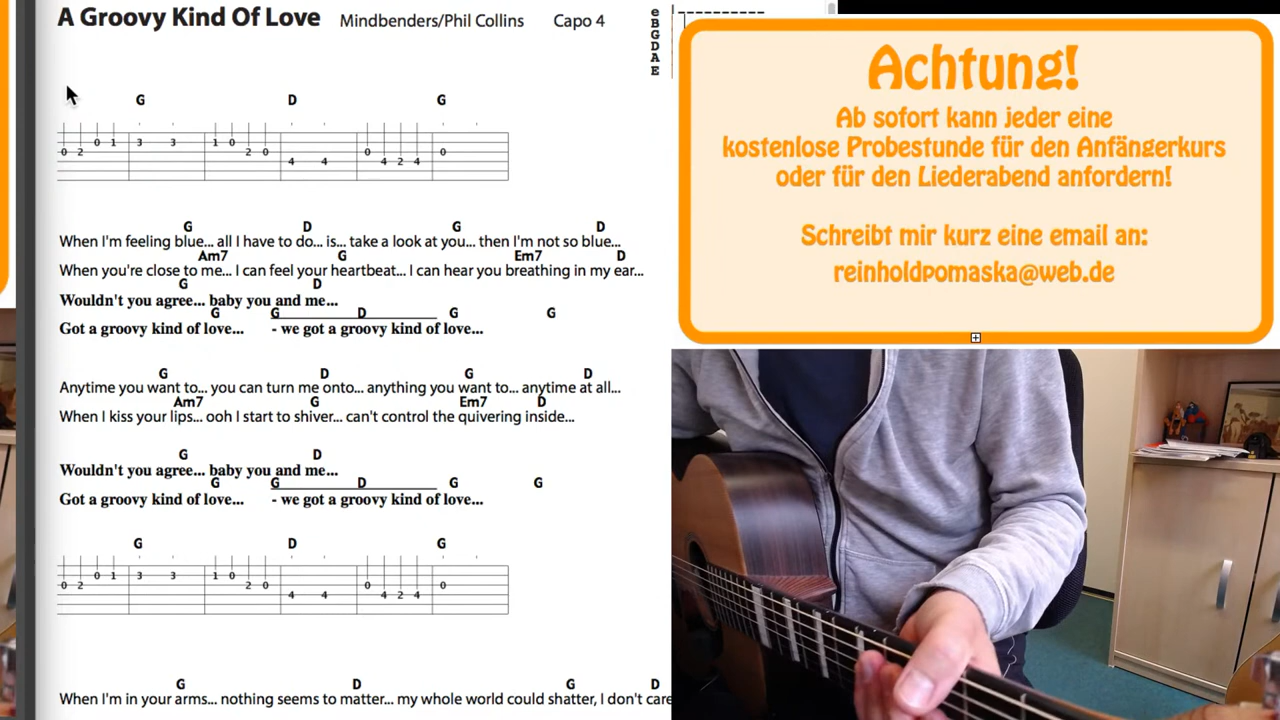 A Groovy Kind Of Love Mindbenders/Phil Collins Capo 4
G D G
0 2 0 1 3 3 1 0 2 0 4 4 0 4 2 4 0
G D G D
When I'm feeling blue... all I have to do... is... take a look at you... then I'm not so blue...
Am7 G Em7 D
When you're close to me... I can feel your heartbeat... I can hear you breathing in my ear...
G D
Wouldn't you agree... baby you and me...
G G D G G
Got a groovy kind of love... - we got a groovy kind of love...
G D G D
Anytime you want to... you can turn me onto... anything you want to... anytime at all...
Am7 G Em7 D
When I kiss your lips... ooh I start to shiver... can't control the quivering inside...
G D
Wouldn't you agree... baby you and me...
G G D G G
Got a groovy kind of love... - we got a groovy kind of love...
G D G
0 2 0 1 3 3 1 0 2 0 4 4 0 4 2 4 0
G D G D
When I'm in your arms... nothing seems to matter... my whole world could shatter, I don't care
e
B
G
D
A
E
Achtung!
Ab sofort kann jeder eine
kostenlose Probestunde für den Anfängerkurs
oder für den Liederabend anfordern!
Schreibt mir kurz eine email an:
reinholdpomaska@web.de